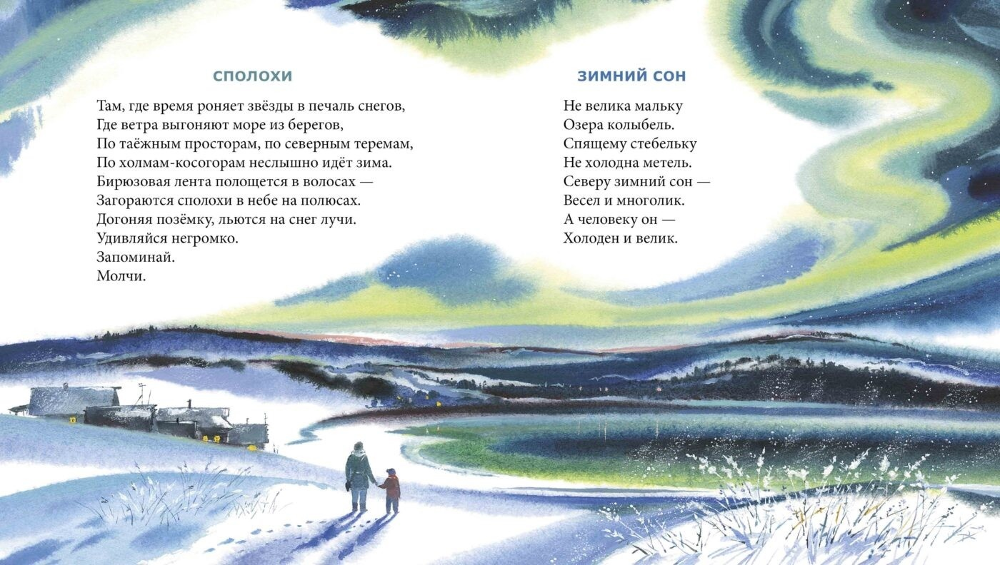 СПОЛОХИ
Там, где время роняет звёзды в печаль снегов,
Где ветра выгоняют море из берегов,
По таёжным просторам, по северным теремам,
По холмам-косогорам неслышно идёт зима.
Бирюзовая лента полощется в волосах —
Загораются сполохи в небе на полюсах.
Догоняя позёмку, льются на снег лучи.
Удивляйся негромко.
Запоминай.
Молчи.
ЗИМНИЙ СОН
Не велика мальку
Озера колыбель.
Спящему стебельку
Не холодна метель.
Северу зимний сон —
Весел и многолик.
А человеку он —
Холоден и велик.